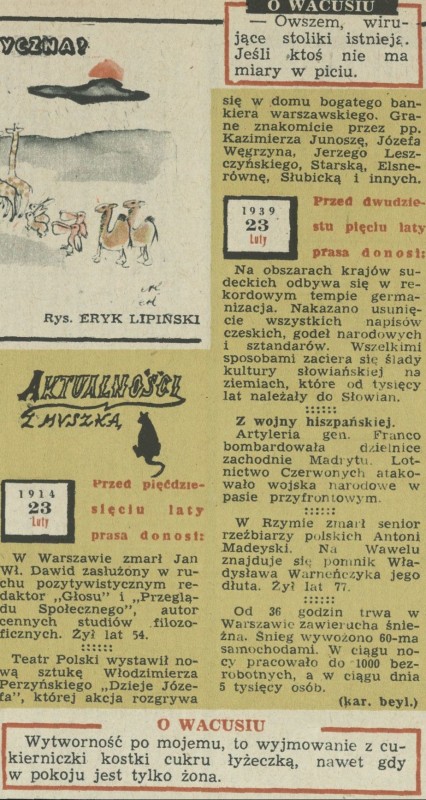 O WACUSIU
— Owszem, wiru-
jące stoliki istnieją.
Jeśli ktoś nie ma
miary w piciu.
YCZNA?
Rys. ERYK LIPIŃSKI
AKTUALNOŚCI
Z MYSZKĄ
1914
23
Luty
Przed pięćdzie-
sięciu laty
prasa donosi:
W Warszawie zmarł Jan
Wł. Dawid zasłużony w ru-
chu pozytywistycznym re-
daktor „Głosu" i „Przeglą-
du Społecznego", autor
cennych studiów filozo-
ficznych. Żył lat 54.
::::::
Teatr Polski wystawił no-
wą sztukę Włodzimierza
Perzyńskiego „Dzieje Józe-
fa", której akcja rozgrywa
się w domu bogatego ban-
kiera warszawskiego. Gra-
ne znakomicie przez pp.
Kazimierza Junoszę, Józefa
Węgrzyna, Jerzego Lesz-
czyńskiego, Starską, Elsne-
równę, Słubicką i innych.
1939
23
Luty
Przed dwudzie-
stu pięciu laty
prasa donosi:
Na obszarach krajów su-
deckich odbywa się w re-
kordowym tempie germa-
nizacja. Nakazano usunię-
cie wszystkich napisów
czeskich, godeł narodowych
i sztandarów. Wszelkimi
sposobami zaciera się ślady
kultury słowiańskiej na
ziemiach, które od tysięcy
lat należały do Słowian.
::::::
Z wojny hiszpańskiej.
Artyleria gen. Franco
bombardowała dzielnice
zachodnie Madrytu. Lot-
nictwo Czerwonych atako-
wało wojska narodowe w
pasie przyfrontowym.
::::::
W Rzymie zmarł senior
rzeźbiarzy polskich Antoni
Madeyski. Na Wawelu
znajduje się pomnik Wła-
dysława Warneńczyka jego
dłuta. Żył lat 77.
::::::
Od 36 godzin trwa w
Warszawie zawierucha śnie-
żna. Śnieg wywożono 60-ma
samochodami. W ciągu no-
cy pracowało do 1000 bez-
robotnych, a w ciągu dnia
5 tysięcy osób.
(kar. beyl.)
O WACUSIU
Wytworność po mojemu, to wyjmowanie z cu-
kierniczki kostki cukru łyżeczką, nawet gdy
w pokoju jest tylko żona.